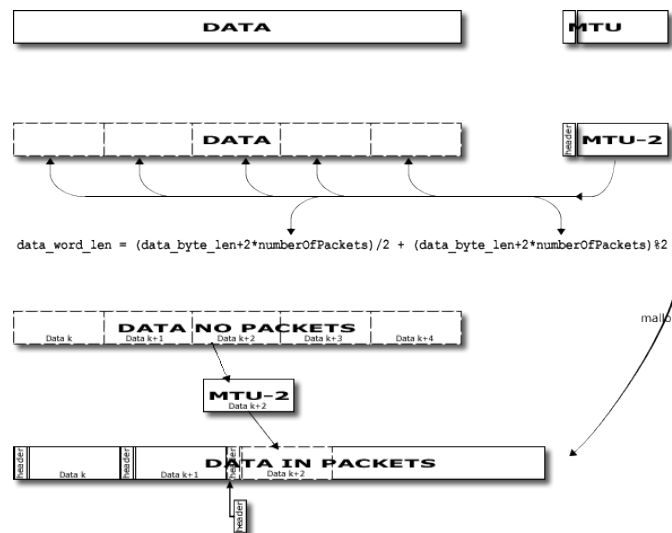 DATA
MTU
DATA
header
MTU-2
data_word_len = (data_byte_len+2*numberOfPackets)/2 + (data_byte_len+2*numberOfPackets)%2
mallo
DATA NO PACKETS
Data k
Data k+1
Data k+2
Data k+3
Data k+4
MTU-2
Data k+2
header
Data k
header
Data k+1
header
DATA IN PACKETS
Data k+2
header